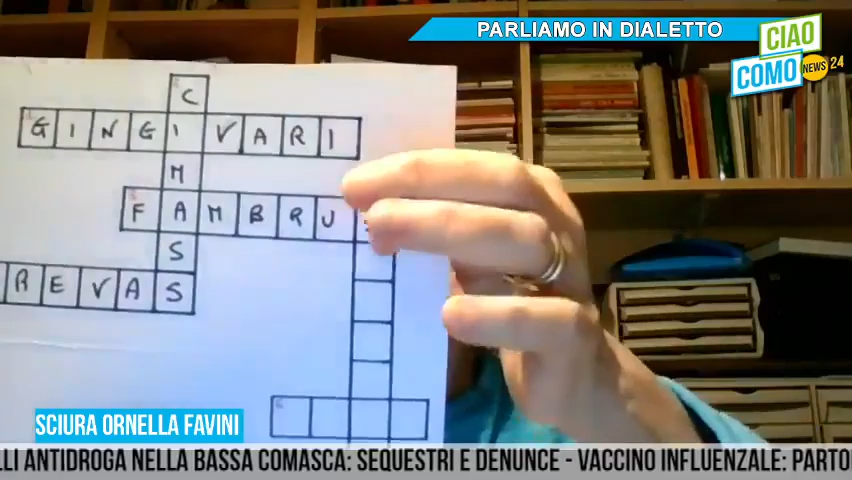 PARLIAMO IN DIALETTO
CIAO
COMO NEWS 24
C
GINGIVARI
M
FAMBRU
S
REVAS
SCIURA ORNELLA FAVINI
LLI ANTIDROGA NELLA BASSA COMASCA: SEQUESTRI E DENUNCE - VACCINO INFLUENZALE: PARTO